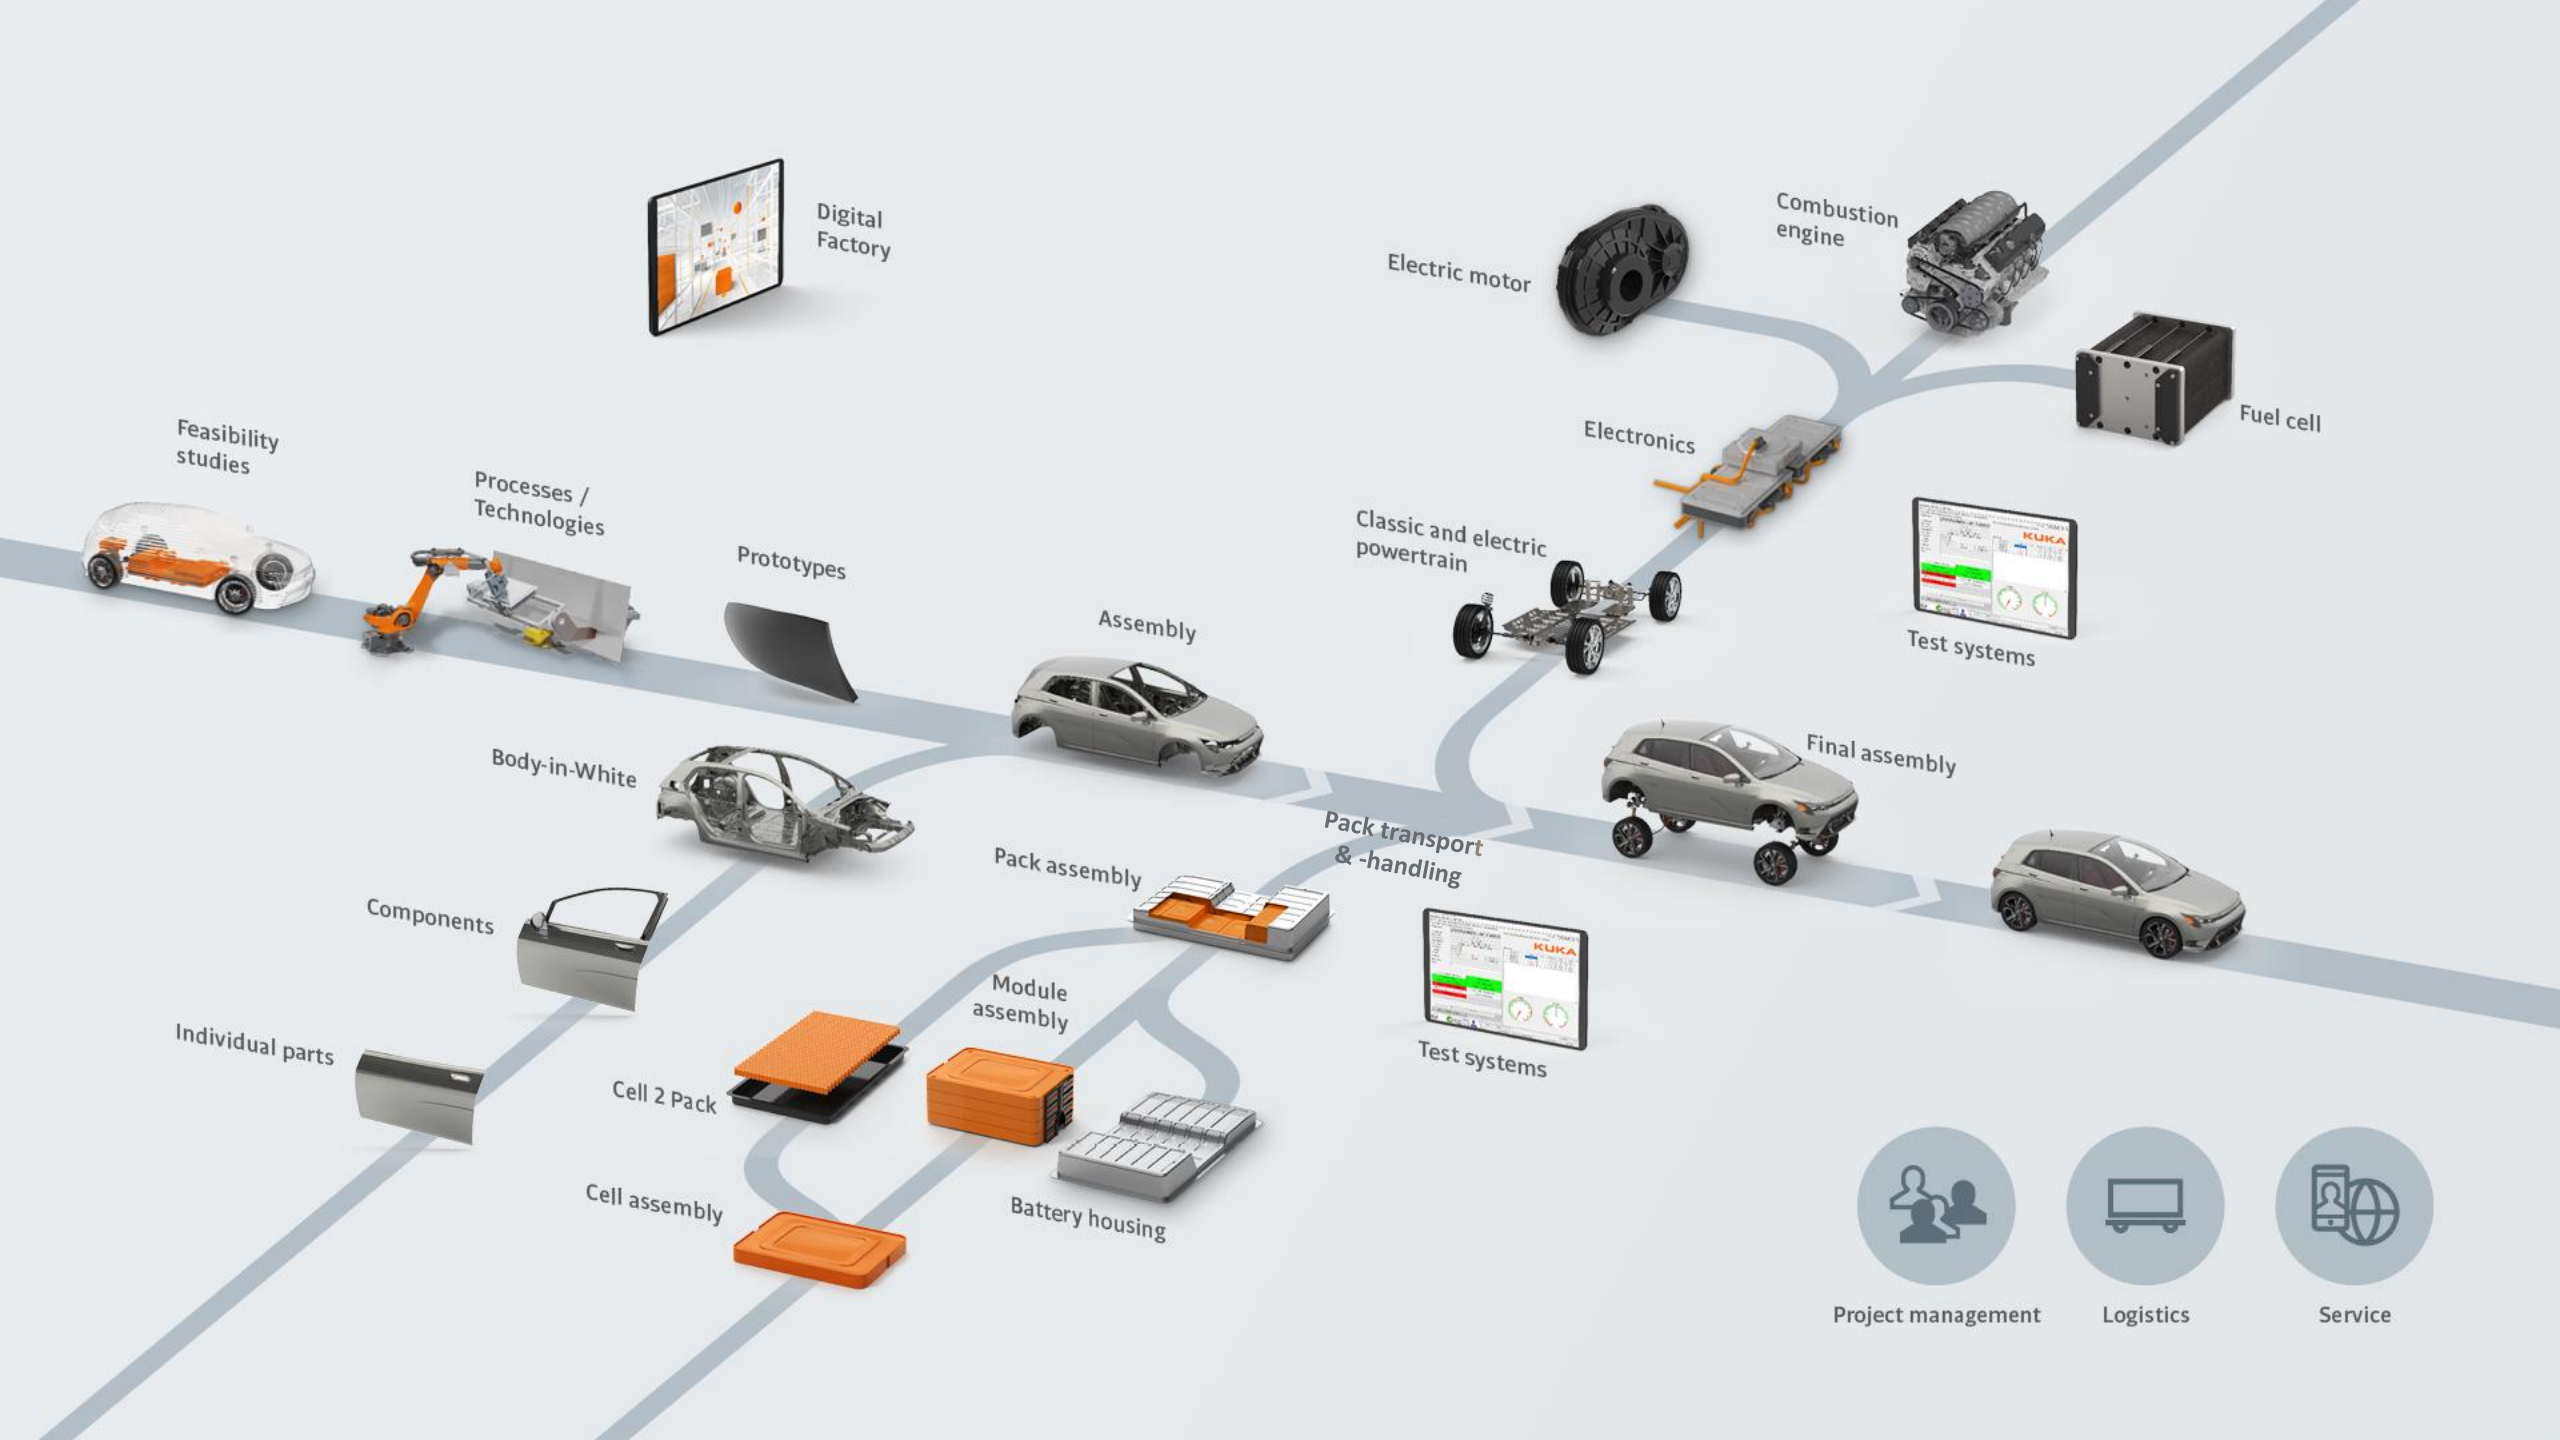 Digital
Factory
Combustion
engine
Electric motor
Fuel cell
Feasibility
studies
Electronics
Processes /
Technologies
Classic and electric
powertrain
KUKA
Test systems
Prototypes
Assembly
Final assembly
Body-in-White
Pack transport
& -handling
Pack assembly
Components
KUKA
Test systems
Module
assembly
Individual parts
Cell 2 Pack
Cell assembly
Battery housing
Project management
Logistics
Service